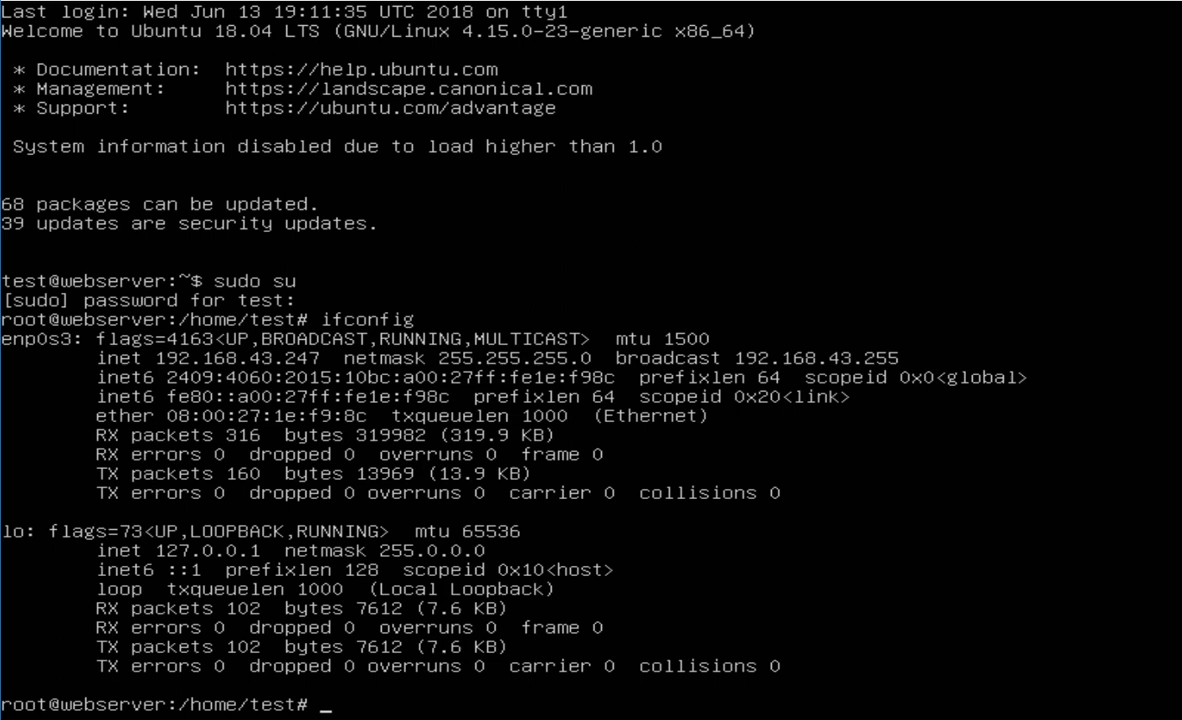 Last login: Wed Jun 13 19:11:35 UTC 2018 on tty1
Welcome to Ubuntu 18.04 LTS (GNU/Linux 4.15.0-23-generic x86_64)
* Documentation:  https://help.ubuntu.com
* Management:     https://landscape.canonical.com
* Support:        https://ubuntu.com/advantage
System information disabled due to load higher than 1.0
68 packages can be updated.
39 updates are security updates.
test@webserver:~$ sudo su
[sudo] password for test:
root@webserver:/home/test# ifconfig
enp0s3: flags=4163<UP,BROADCAST,RUNNING,MULTICAST>  mtu 1500
inet 192.168.43.247  netmask 255.255.255.0  broadcast 192.168.43.255
inet6 2409:4060:2015:10bc:a00:27ff:fe1e:f98c  prefixlen 64  scopeid 0x0<global>
inet6 fe80::a00:27ff:fe1e:f98c  prefixlen 64  scopeid 0x20<link>
ether 08:00:27:1e:f9:8c  txqueuelen 1000  (Ethernet)
RX packets 316  bytes 319982 (319.9 KB)
RX errors 0  dropped 0  overruns 0  frame 0
TX packets 160  bytes 13969 (13.9 KB)
TX errors 0  dropped 0 overruns 0  carrier 0  collisions 0
lo: flags=73<UP,LOOPBACK,RUNNING>  mtu 65536
inet 127.0.0.1  netmask 255.0.0.0
inet6 ::1  prefixlen 128  scopeid 0x10<host>
loop  txqueuelen 1000  (Local Loopback)
RX packets 102  bytes 7612 (7.6 KB)
RX errors 0  dropped 0  overruns 0  frame 0
TX packets 102  bytes 7612 (7.6 KB)
TX errors 0  dropped 0 overruns 0  carrier 0  collisions 0
root@webserver:/home/test# _